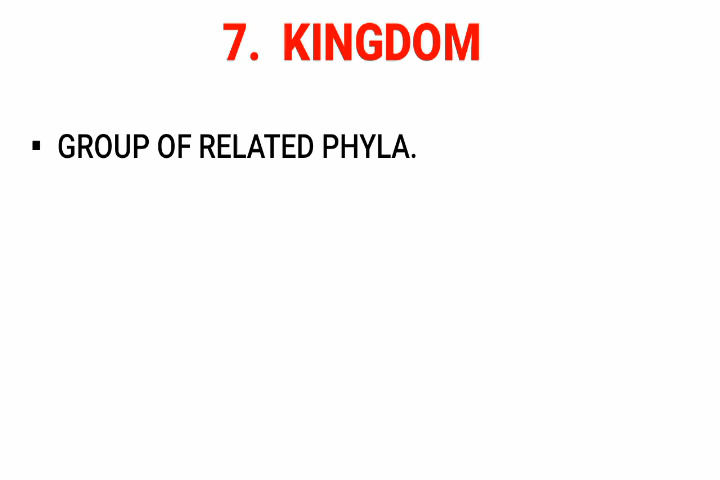 7. KINGDOM
▪ GROUP OF RELATED PHYLA.